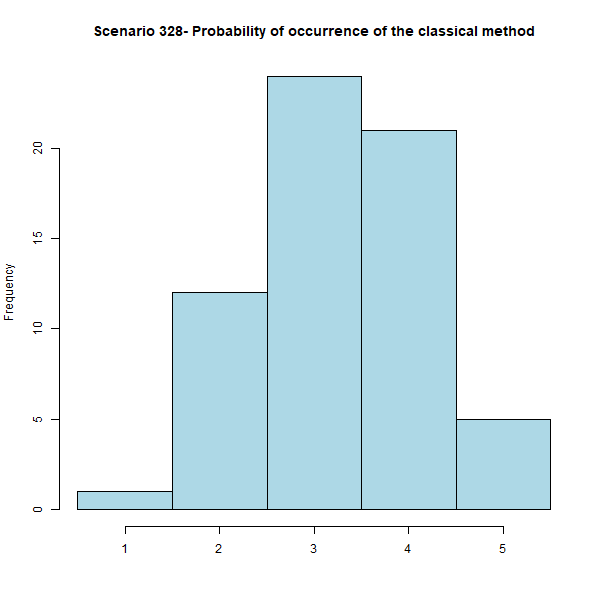 Scenario 328- Probability of occurrence of the classical method
Frequency
20
15
10
5
0
1 2 3 4 5